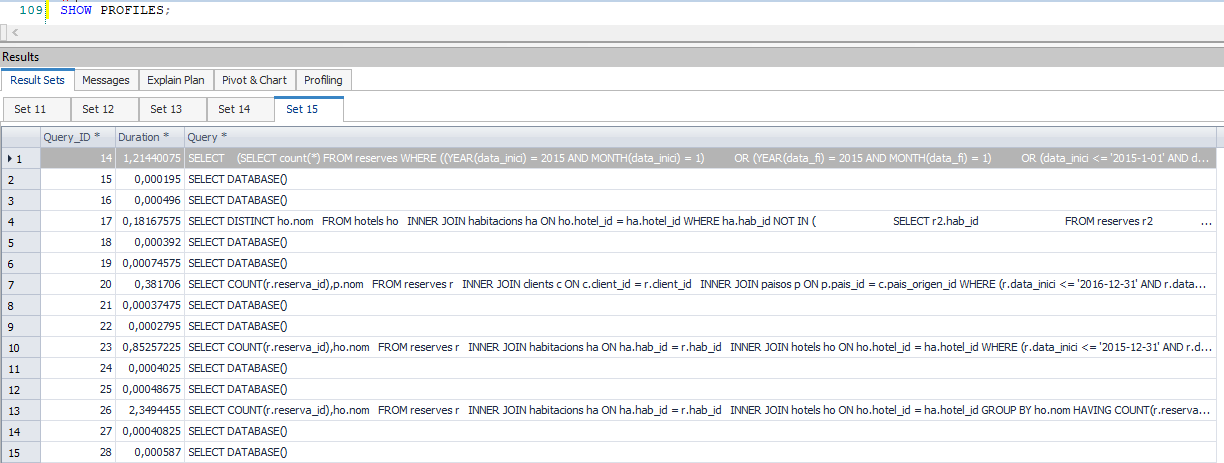 109 SHOW PROFILES;
Results
Result Sets Messages Explain Plan Pivot & Chart Profiling
Set 11 Set 12 Set 13 Set 14 Set 15
Query_ID * Duration * Query *
1 14 1,21440075 SELECT (SELECT count(*) FROM reserves WHERE ((YEAR(data_inici) = 2015 AND MONTH(data_inici) = 1) OR (YEAR(data_fi) = 2015 AND MONTH(data_fi) = 1) OR (data_inici <= '2015-1-01' AND d...
2 15 0,000195 SELECT DATABASE()
3 16 0,000496 SELECT DATABASE()
4 17 0,18167575 SELECT DISTINCT ho.nom FROM hotels ho INNER JOIN habitacions ha ON ho.hotel_id = ha.hotel_id WHERE ha.hab_id NOT IN ( SELECT r2.hab_id FROM reserves r2 ...
5 18 0,000392 SELECT DATABASE()
6 19 0,00074575 SELECT DATABASE()
7 20 0,381706 SELECT COUNT(r.reserva_id),p.nom FROM reserves r INNER JOIN clients c ON c.client_id = r.client_id INNER JOIN paisos p ON p.pais_id = c.pais_origen_id WHERE (r.data_inici <= '2016-12-31' AND r.data...
8 21 0,00037475 SELECT DATABASE()
9 22 0,0002795 SELECT DATABASE()
10 23 0,85257225 SELECT COUNT(r.reserva_id),ho.nom FROM reserves r INNER JOIN habitacions ha ON ha.hab_id = r.hab_id INNER JOIN hotels ho ON ho.hotel_id = ha.hotel_id WHERE (r.data_inici <= '2015-12-31' AND r.d...
11 24 0,0004025 SELECT DATABASE()
12 25 0,00048675 SELECT DATABASE()
13 26 2,3494455 SELECT COUNT(r.reserva_id),ho.nom FROM reserves r INNER JOIN habitacions ha ON ha.hab_id = r.hab_id INNER JOIN hotels ho ON ho.hotel_id = ha.hotel_id GROUP BY ho.nom HAVING COUNT(r.reserva...
14 27 0,00040825 SELECT DATABASE()
15 28 0,000587 SELECT DATABASE()